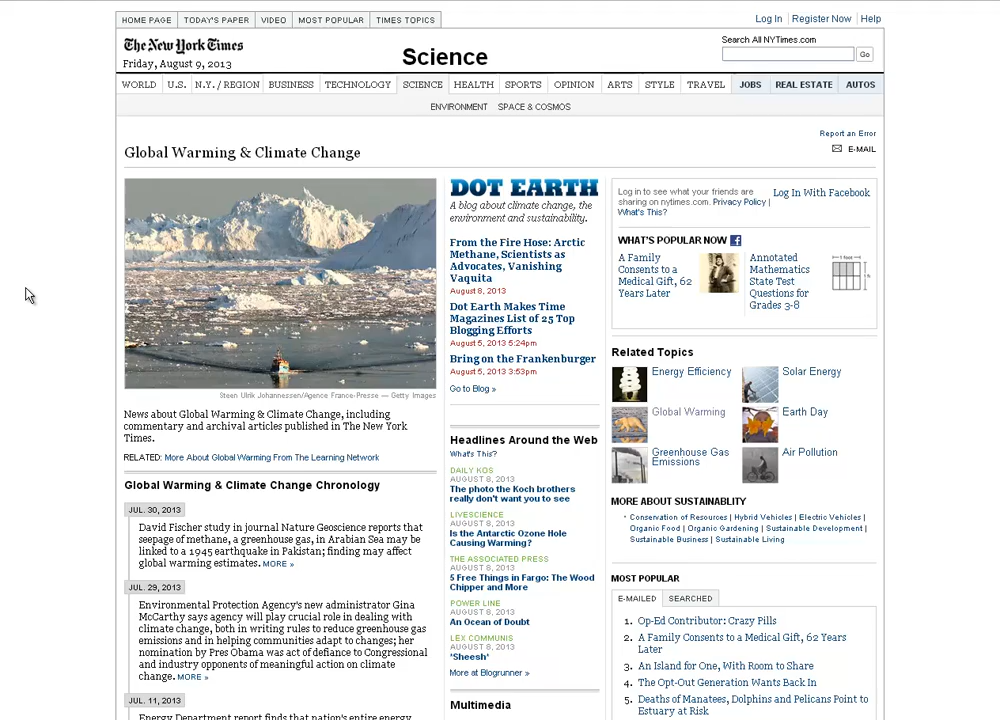 HOME PAGE TODAY'S PAPER VIDEO MOST POPULAR TIMES TOPICS
Log In Register Now Help
The New York Times
Friday, August 9, 2013
Science
Search All NYTimes.com
Go
WORLD U.S. N.Y. / REGION BUSINESS TECHNOLOGY SCIENCE HEALTH SPORTS OPINION ARTS STYLE TRAVEL JOBS REAL ESTATE AUTOS
ENVIRONMENT SPACE & COSMOS
Report an Error
E-MAIL
Global Warming & Climate Change
Steen Ulrik Johannessen/Agence France-Presse — Getty Images
News about Global Warming & Climate Change, including
commentary and archival articles published in The New York
Times.
RELATED: More About Global Warming From The Learning Network
Global Warming & Climate Change Chronology
JUL. 30, 2013
David Fischer study in journal Nature Geoscience reports that
seepage of methane, a greenhouse gas, in Arabian Sea may be
linked to a 1945 earthquake in Pakistan; finding may affect
global warming estimates. MORE »
JUL. 29, 2013
Environmental Protection Agency's new administrator Gina
McCarthy says agency will play crucial role in dealing with
climate change, both in writing rules to reduce greenhouse gas
emissions and in helping communities adapt to changes; her
nomination by Pres Obama was act of defiance to Congressional
and industry opponents of meaningful action on climate
change. MORE »
JUL. 11, 2013
Energy Department report finds that nation's entire energy
DOT EARTH
A blog about climate change, the
environment and sustainability.
From the Fire Hose: Arctic
Methane, Scientists as
Advocates, Vanishing
Vaquita
August 8, 2013
Dot Earth Makes Time
Magazines List of 25 Top
Blogging Efforts
August 5, 2013 5:24pm
Bring on the Frankenburger
August 5, 2013 3:53pm
Go to Blog »
Headlines Around the Web
What's This?
DAILY KOS
AUGUST 8, 2013
The photo the Koch brothers
really don't want you to see
LIVESCIENCE
AUGUST 8, 2013
Is the Antarctic Ozone Hole
Causing Warming?
THE ASSOCIATED PRESS
AUGUST 8, 2013
5 Free Things in Fargo: The Wood
Chipper and More
POWER LINE
AUGUST 8, 2013
An Ocean of Doubt
LEX COMMUNIS
AUGUST 8, 2013
'Sheesh'
More at Blogrunner »
Multimedia
Log in to see what your friends are
sharing on nytimes.com. Privacy Policy |
What's This?
Log In With Facebook
WHAT'S POPULAR NOW
A Family
Consents to a
Medical Gift, 62
Years Later
Annotated
Mathematics
State Test
Questions for
Grades 3-8
Related Topics
Energy Efficiency
Solar Energy
Global Warming
Earth Day
Greenhouse Gas
Emissions
Air Pollution
MORE ABOUT SUSTAINABLITY
• Conservation of Resources | Hybrid Vehicles | Electric Vehicles |
Organic Food | Organic Gardening | Sustainable Development |
Sustainable Business | Sustainable Living
MOST POPULAR
E-MAILED SEARCHED
1. Op-Ed Contributor: Crazy Pills
2. A Family Consents to a Medical Gift, 62 Years
Later
3. An Island for One, With Room to Share
4. The Opt-Out Generation Wants Back In
5. Deaths of Manatees, Dolphins and Pelicans Point to
Estuary at Risk